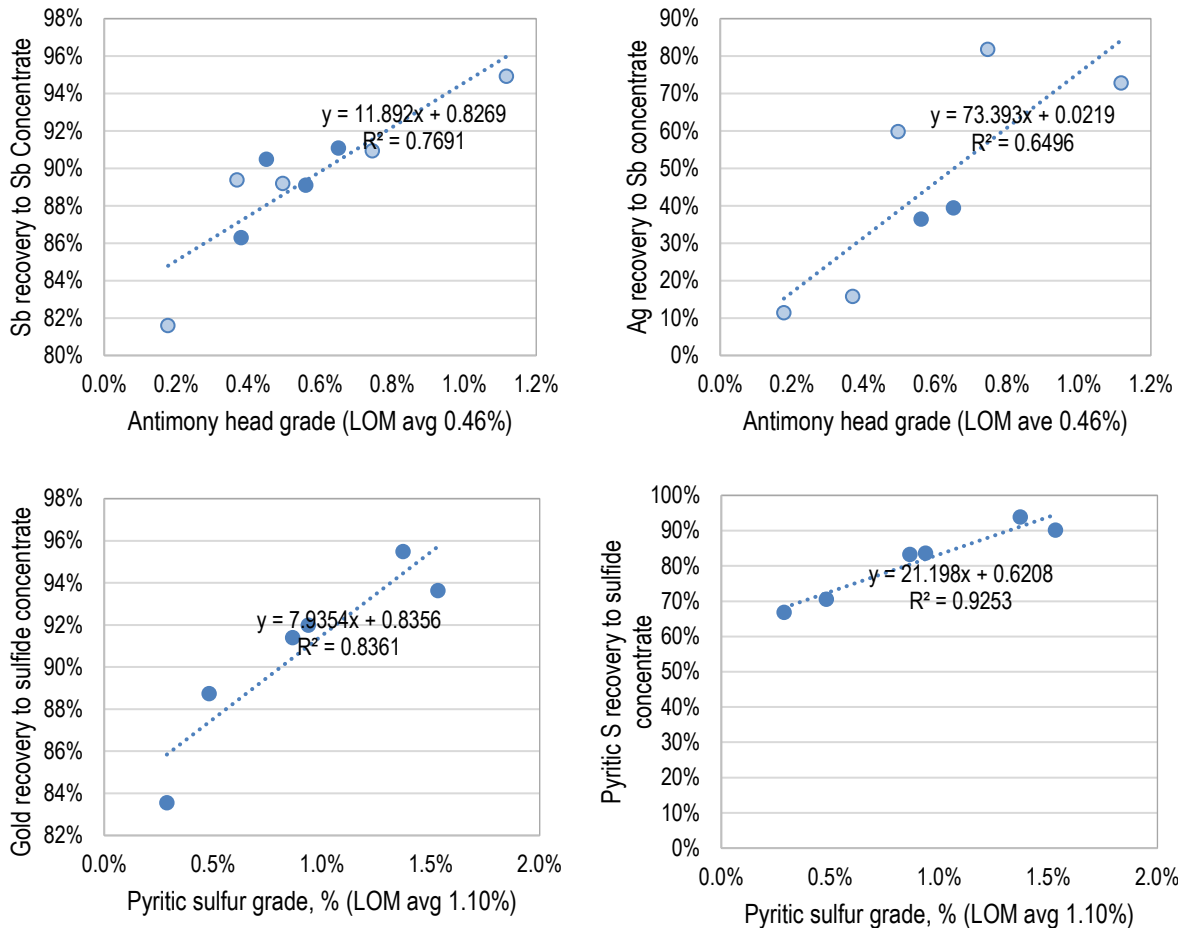 Sb recovery to Sb Concentrate
98%
96%
94%
92%
90%
88%
86%
84%
82%
80%
y = 11.892x + 0.8269
R² = 0.7691
0.0% 0.2% 0.4% 0.6% 0.8% 1.0% 1.2%
Antimony head grade (LOM avg 0.46%)
Ag recovery to Sb concentrate
90%
80%
70%
60%
50%
40%
30%
20%
10%
0%
y = 73.393x + 0.0219
R² = 0.6496
0.0% 0.2% 0.4% 0.6% 0.8% 1.0% 1.2%
Antimony head grade (LOM ave 0.46%)
Gold recovery to sulfide concentrate
98%
96%
94%
92%
90%
88%
86%
84%
82%
y = 7.9354x + 0.8356
R² = 0.8361
0.0% 0.5% 1.0% 1.5% 2.0%
Pyritic sulfur grade, % (LOM avg 1.10%)
Pyritic S recovery to sulfide
concentrate
100%
90%
80%
70%
60%
50%
40%
30%
20%
10%
0%
y = 21.198x + 0.6208
R² = 0.9253
0.0% 0.5% 1.0% 1.5% 2.0%
Pyritic sulfur grade, % (LOM avg 1.10%)